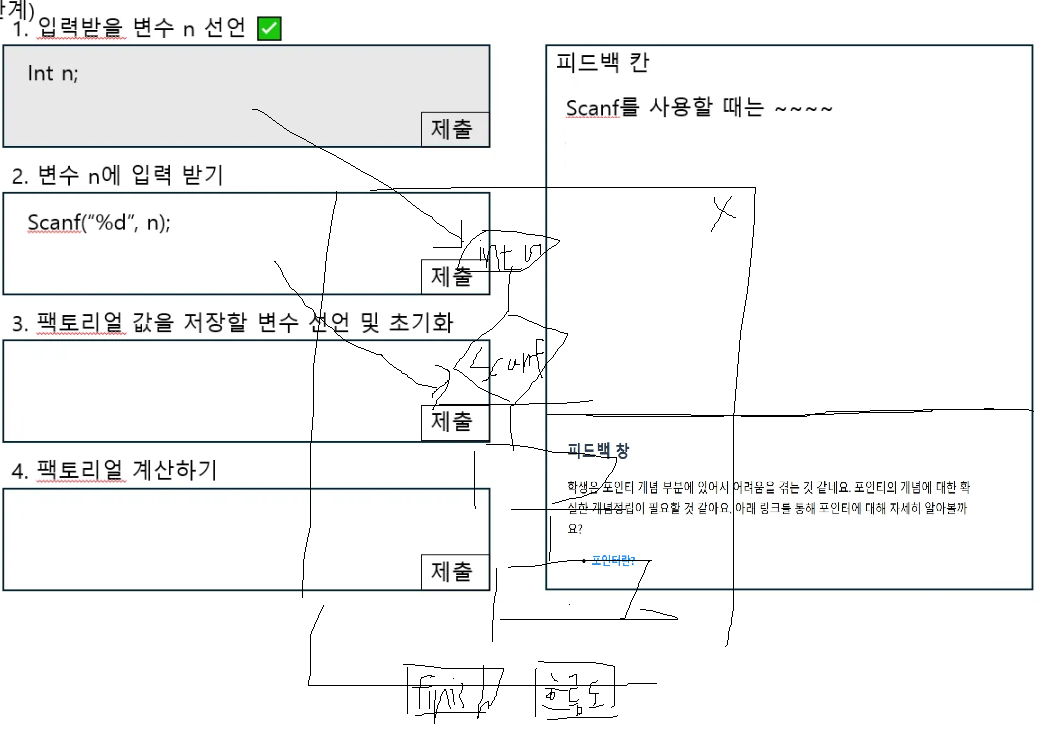 단계)
1. 입력받을 변수 n 선언 ✅
Int n;
제출
2. 변수 n에 입력 받기
Scanf(“%d“, n);
제출
3. 팩토리얼 값을 저장할 변수 선언 및 초기화
제출
4. 팩토리얼 계산하기
제출
피드백 칸
Scanf를 사용할 때는 ~~~~
X
int n
Scanf
피드백 창
학생은 포인터 개념 부분에 있어서 어려움을 겪는 것 같네요. 포인터의 개념에 대한 확
실한 개념정립이 필요할 것 같아요. 아래 링크를 통해 포인터에 대해 자세히 알아볼까
요?
• 포인터란?
흐름도